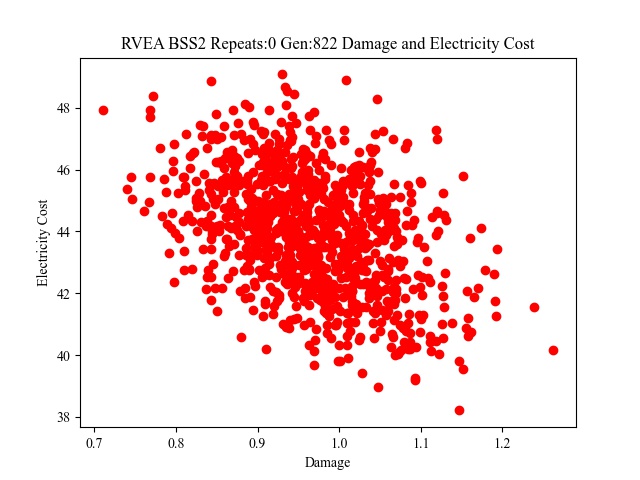 RVEA BSS2 Repeats:0 Gen:822 Damage and Electricity Cost
48
46
44
42
40
38
Electricity Cost
0.7 0.8 0.9 1.0 1.1 1.2
Damage